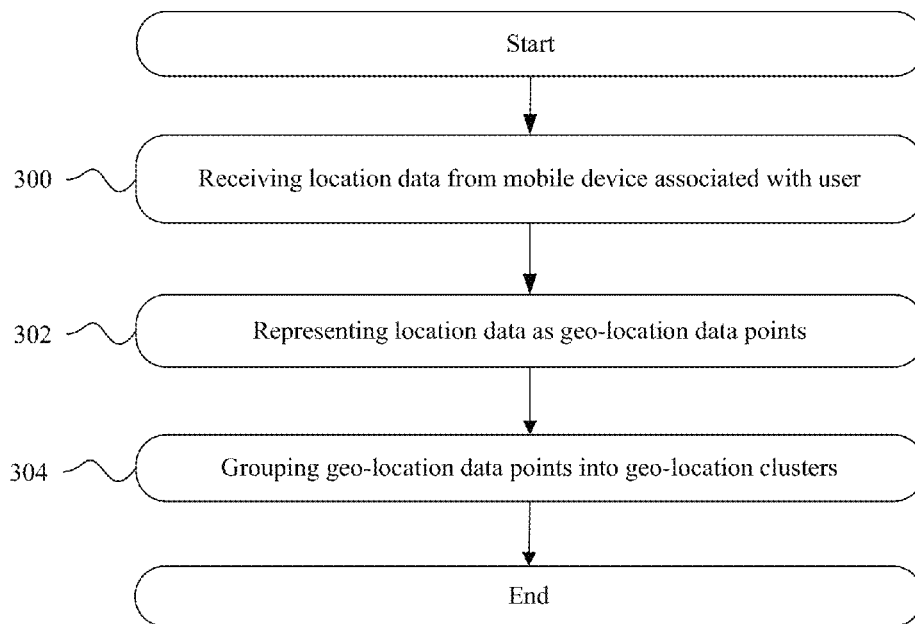 Start
300
Receiving location data from mobile device associated with user
302
Representing location data as geo-location data points
304
Grouping geo-location data points into geo-location clusters
End